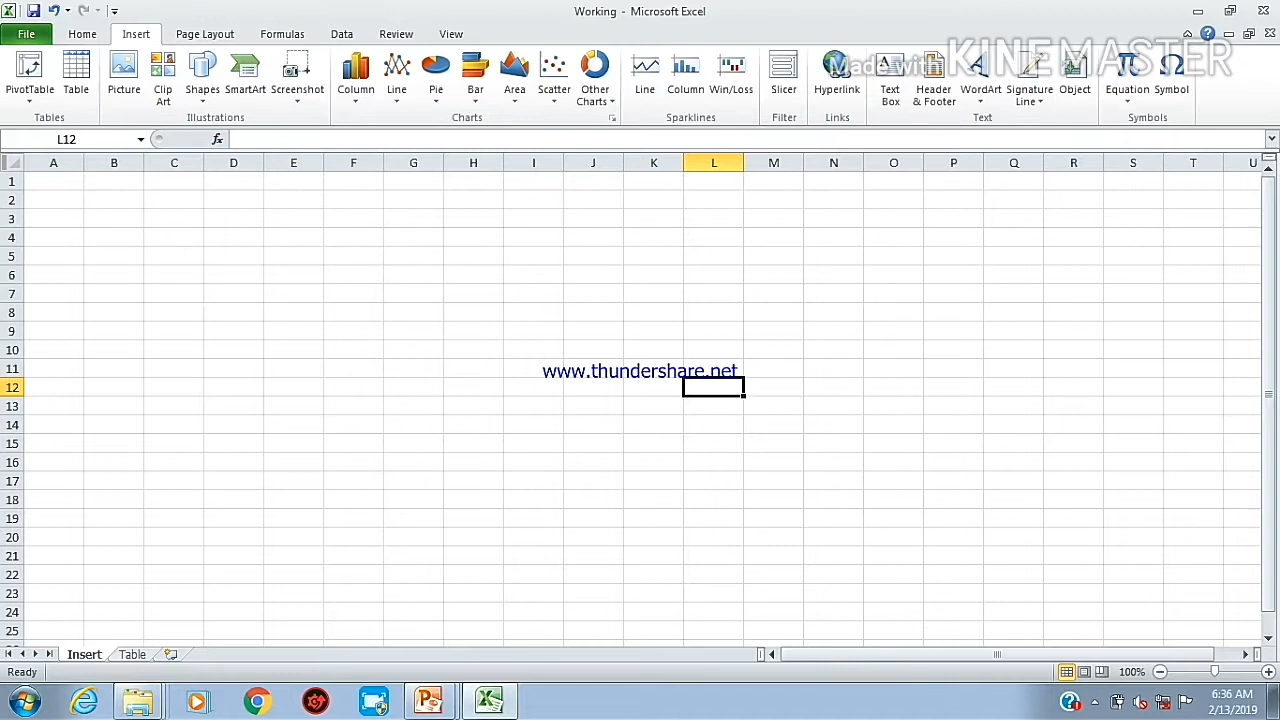 Working - Microsoft Excel
File Home Insert Page Layout Formulas Data Review View
Made with KINEMASTER
PivotTable Table Picture Clip Art Shapes SmartArt Screenshot Column Line Pie Bar Area Scatter Other Charts Line Column Win/Loss Slicer Hyperlink Text Box Header & Footer WordArt Signature Line Object Equation Symbol
Tables Illustrations Charts Sparklines Filter Links Text Symbols
L12 fx
A B C D E F G H I J K L M N O P Q R S T U
1
2
3
4
5
6
7
8
9
10
11
www.thundershare.net
12
13
14
15
16
17
18
19
20
21
22
23
24
25
Insert Table
Ready 100%
6:36 AM
2/13/2019